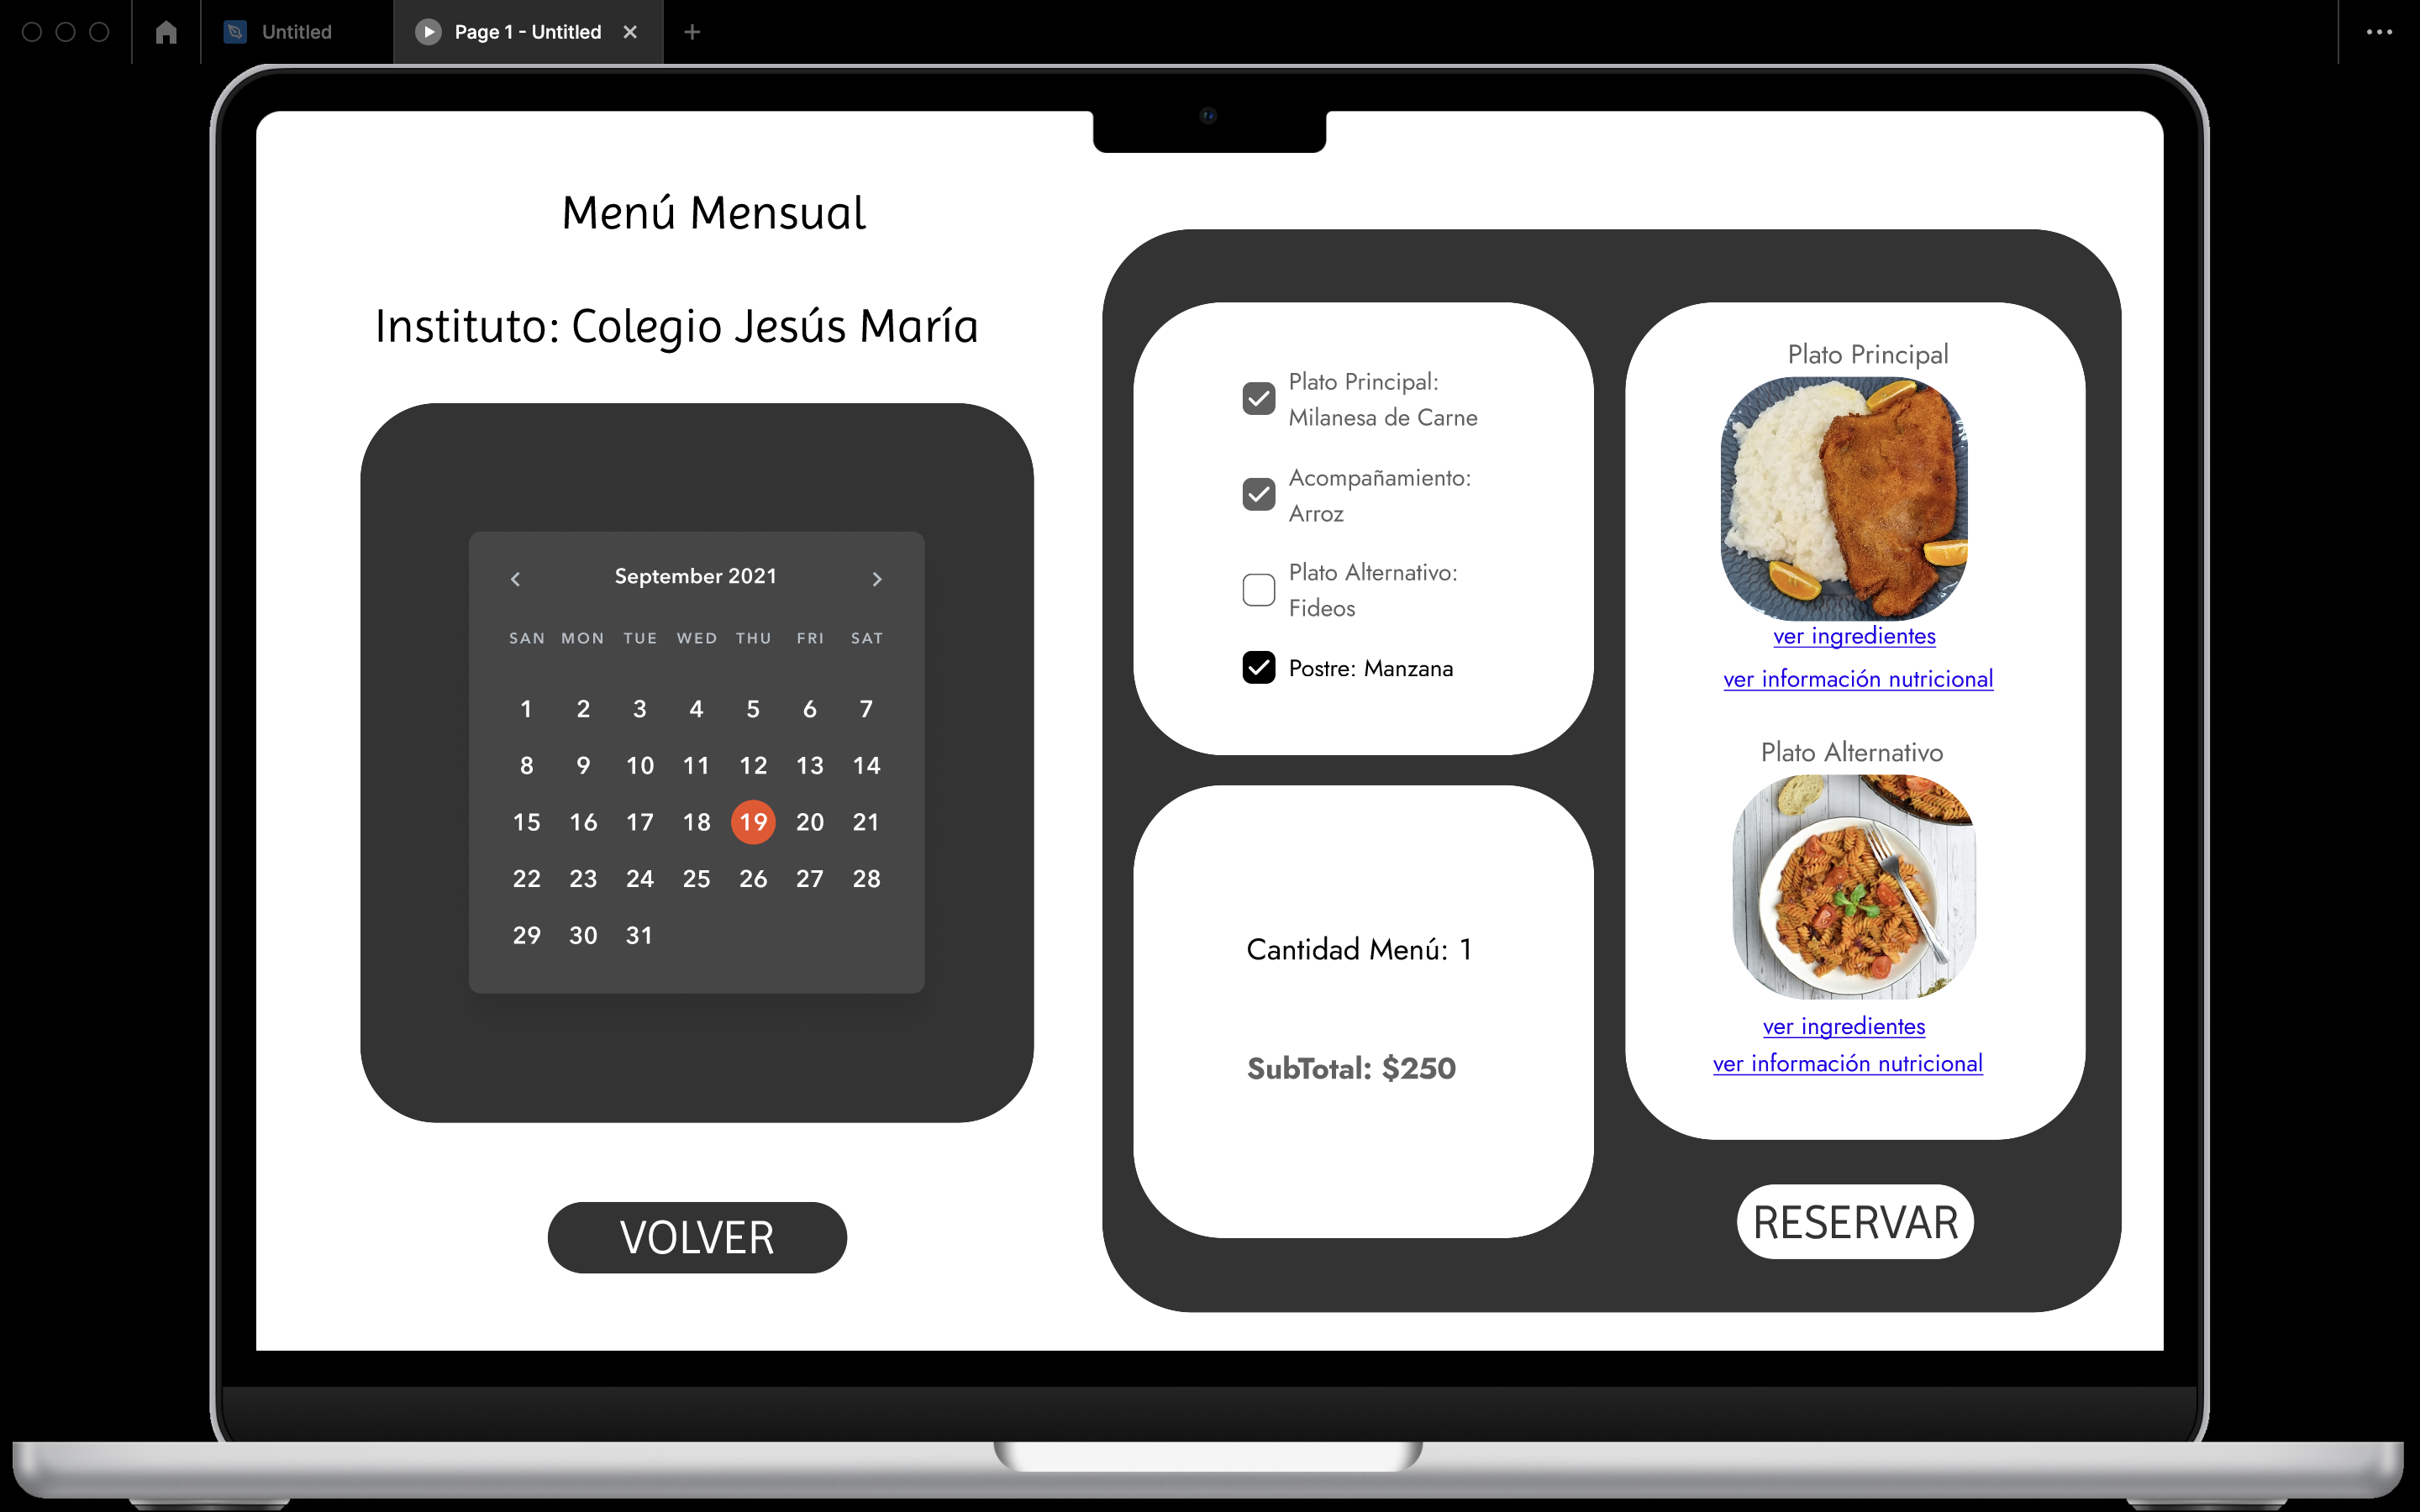 Untitled
Page 1 - Untitled
Menú Mensual
Instituto: Colegio Jesús María
September 2021
SAN MON TUE WED THU FRI SAT
1 2 3 4 5 6 7
8 9 10 11 12 13 14
15 16 17 18 19 20 21
22 23 24 25 26 27 28
29 30 31
VOLVER
Plato Principal:
Milanesa de Carne
Acompañamiento:
Arroz
Plato Alternativo:
Fideos
Postre: Manzana
Cantidad Menú: 1
SubTotal: $250
Plato Principal
ver ingredientes
ver información nutricional
Plato Alternativo
ver ingredientes
ver información nutricional
RESERVAR